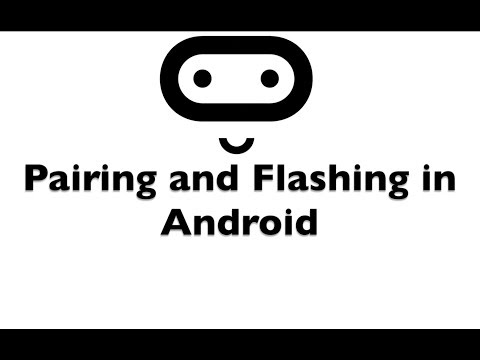 Pairing and Flashing in
Android